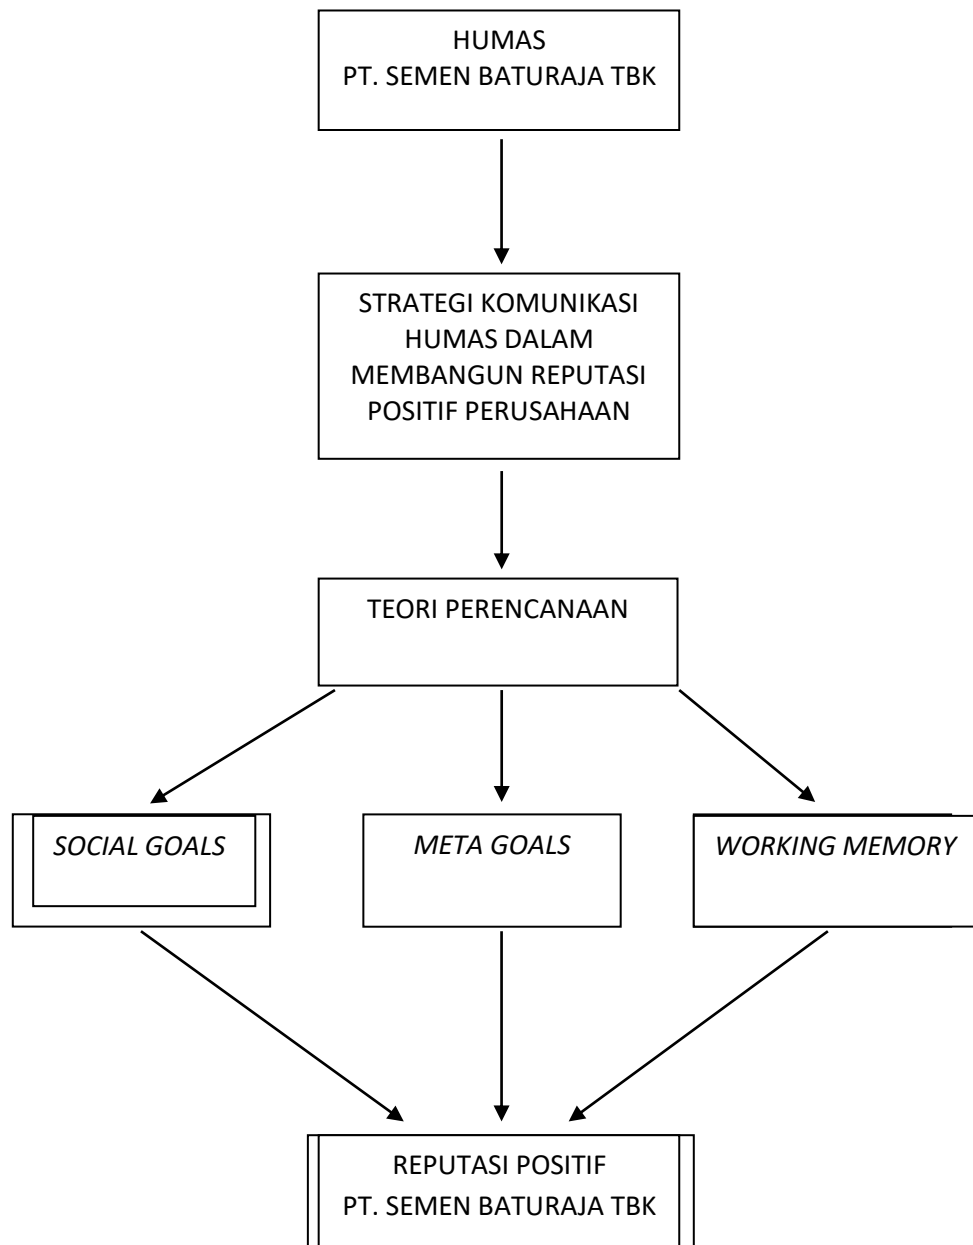 HUMAS
PT. SEMEN BATURAJA TBK
STRATEGI KOMUNIKASI
HUMAS DALAM
MEMBANGUN REPUTASI
POSITIF PERUSAHAAN
TEORI PERENCANAAN
SOCIAL GOALS
META GOALS
WORKING MEMORY
REPUTASI POSITIF
PT. SEMEN BATURAJA TBK